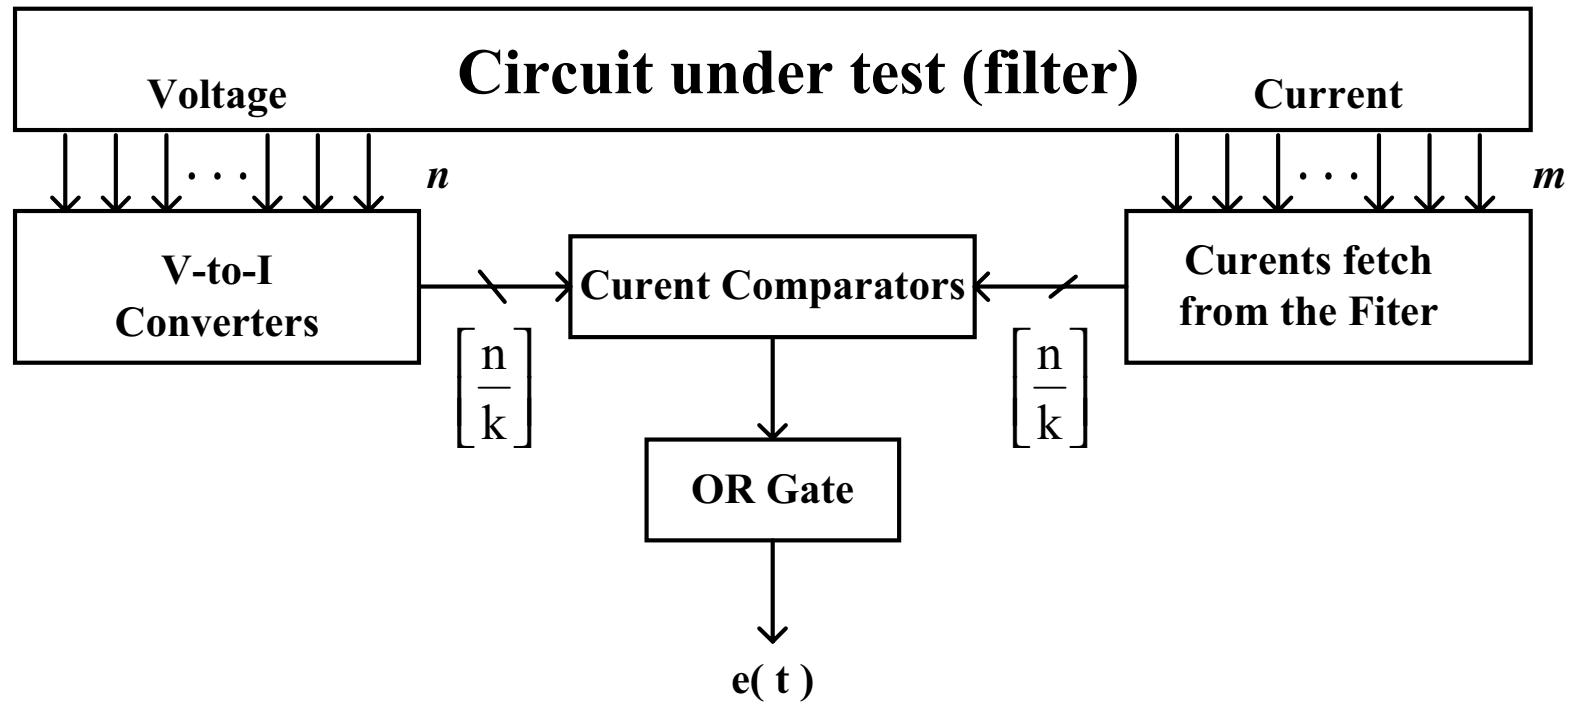 Circuit under test (filter)
Voltage
Current
. . .
n
. . .
m
V-to-I
Converters
Curent Comparators
Curents fetch
from the Fiter
[n/k]
[n/k]
OR Gate
e( t )